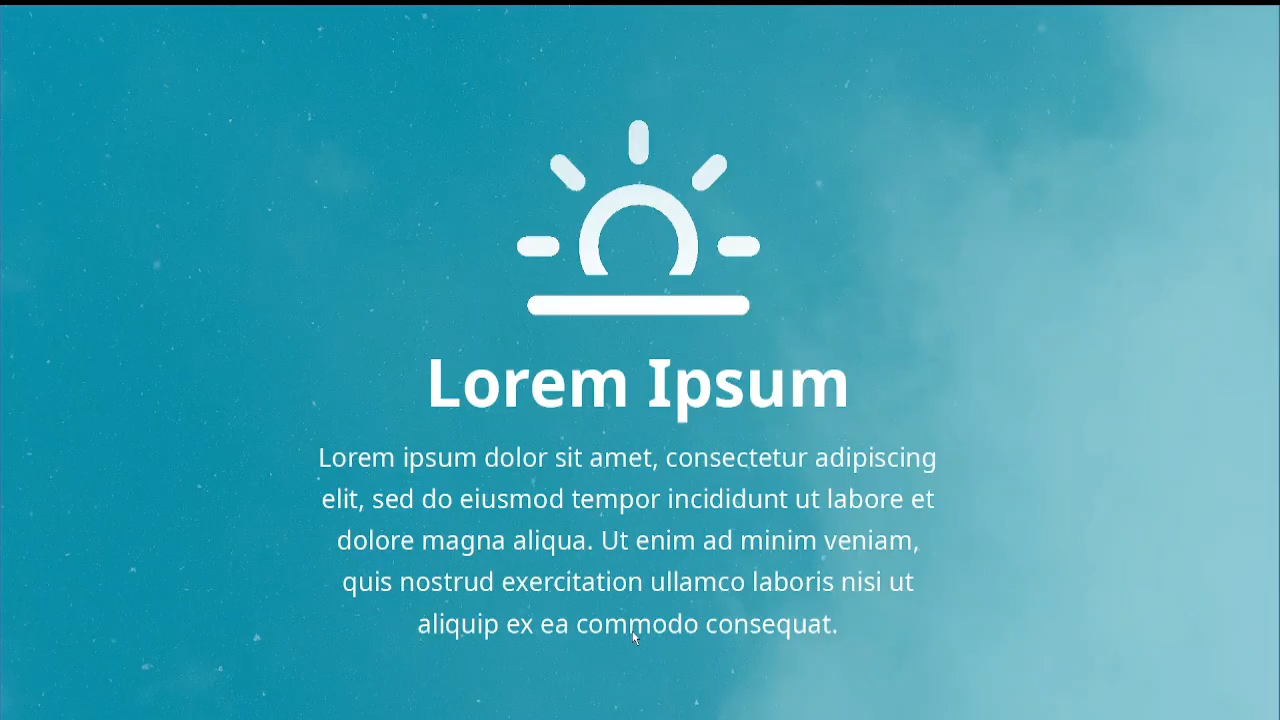 Lorem Ipsum
Lorem ipsum dolor sit amet, consectetur adipiscing
elit, sed do eiusmod tempor incididunt ut labore et
dolore magna aliqua. Ut enim ad minim veniam,
quis nostrud exercitation ullamco laboris nisi ut
aliquip ex ea commodo consequat.